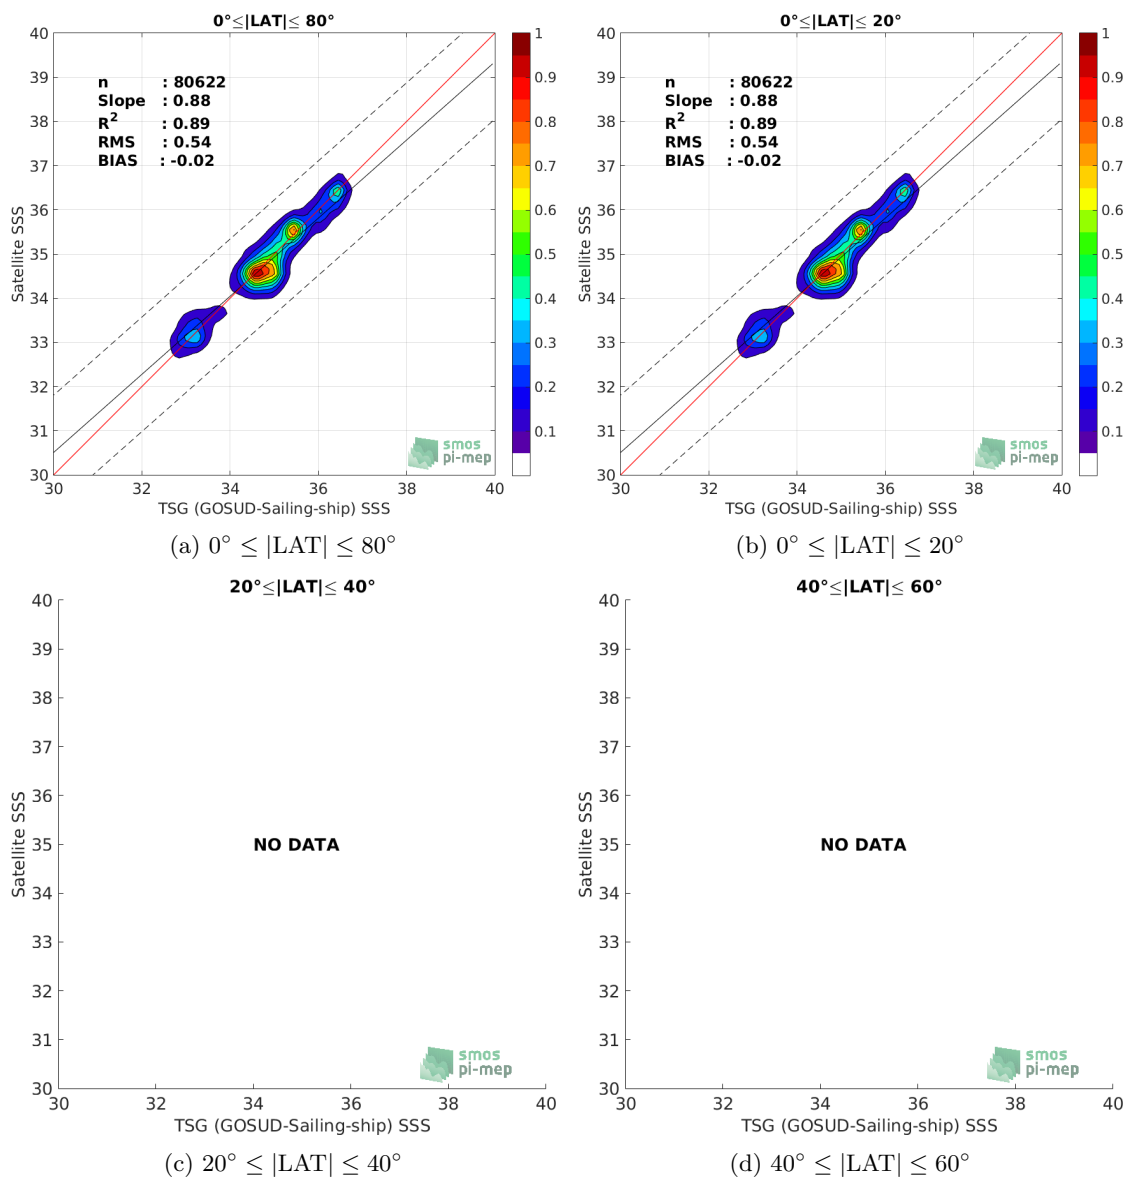 0°≤|LAT|≤ 80°
n : 80622
Slope : 0.88
R2 : 0.89
RMS : 0.54
BIAS : -0.02
40
39
38
37
36
35
34
33
32
31
30
30 32 34 36 38 40
Satellite SSS
TSG (GOSUD-Sailing-ship) SSS
1
0.9
0.8
0.7
0.6
0.5
0.4
0.3
0.2
0.1
smos
pi-mep
(a) 0° ≤ |LAT| ≤ 80°
0°≤|LAT|≤ 20°
n : 80622
Slope : 0.88
R2 : 0.89
RMS : 0.54
BIAS : -0.02
40
39
38
37
36
35
34
33
32
31
30
30 32 34 36 38 40
Satellite SSS
TSG (GOSUD-Sailing-ship) SSS
1
0.9
0.8
0.7
0.6
0.5
0.4
0.3
0.2
0.1
smos
pi-mep
(b) 0° ≤ |LAT| ≤ 20°
20°≤|LAT|≤ 40°
40
39
38
37
36
35
34
33
32
31
30
30 32 34 36 38 40
Satellite SSS
NO DATA
TSG (GOSUD-Sailing-ship) SSS
smos
pi-mep
(c) 20° ≤ |LAT| ≤ 40°
40°≤|LAT|≤ 60°
40
39
38
37
36
35
34
33
32
31
30
30 32 34 36 38 40
Satellite SSS
NO DATA
TSG (GOSUD-Sailing-ship) SSS
smos
pi-mep
(d) 40° ≤ |LAT| ≤ 60°